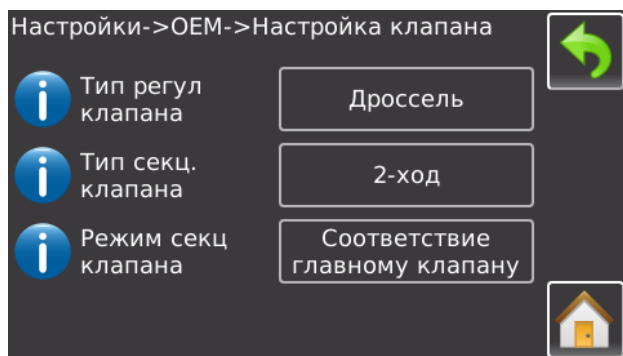 Настройки->OEM->Настройка клапана
Тип регул
клапана
Дроссель
Тип секц.
клапана
2-ход
Режим секц
клапана
Соответствие
главному клапану